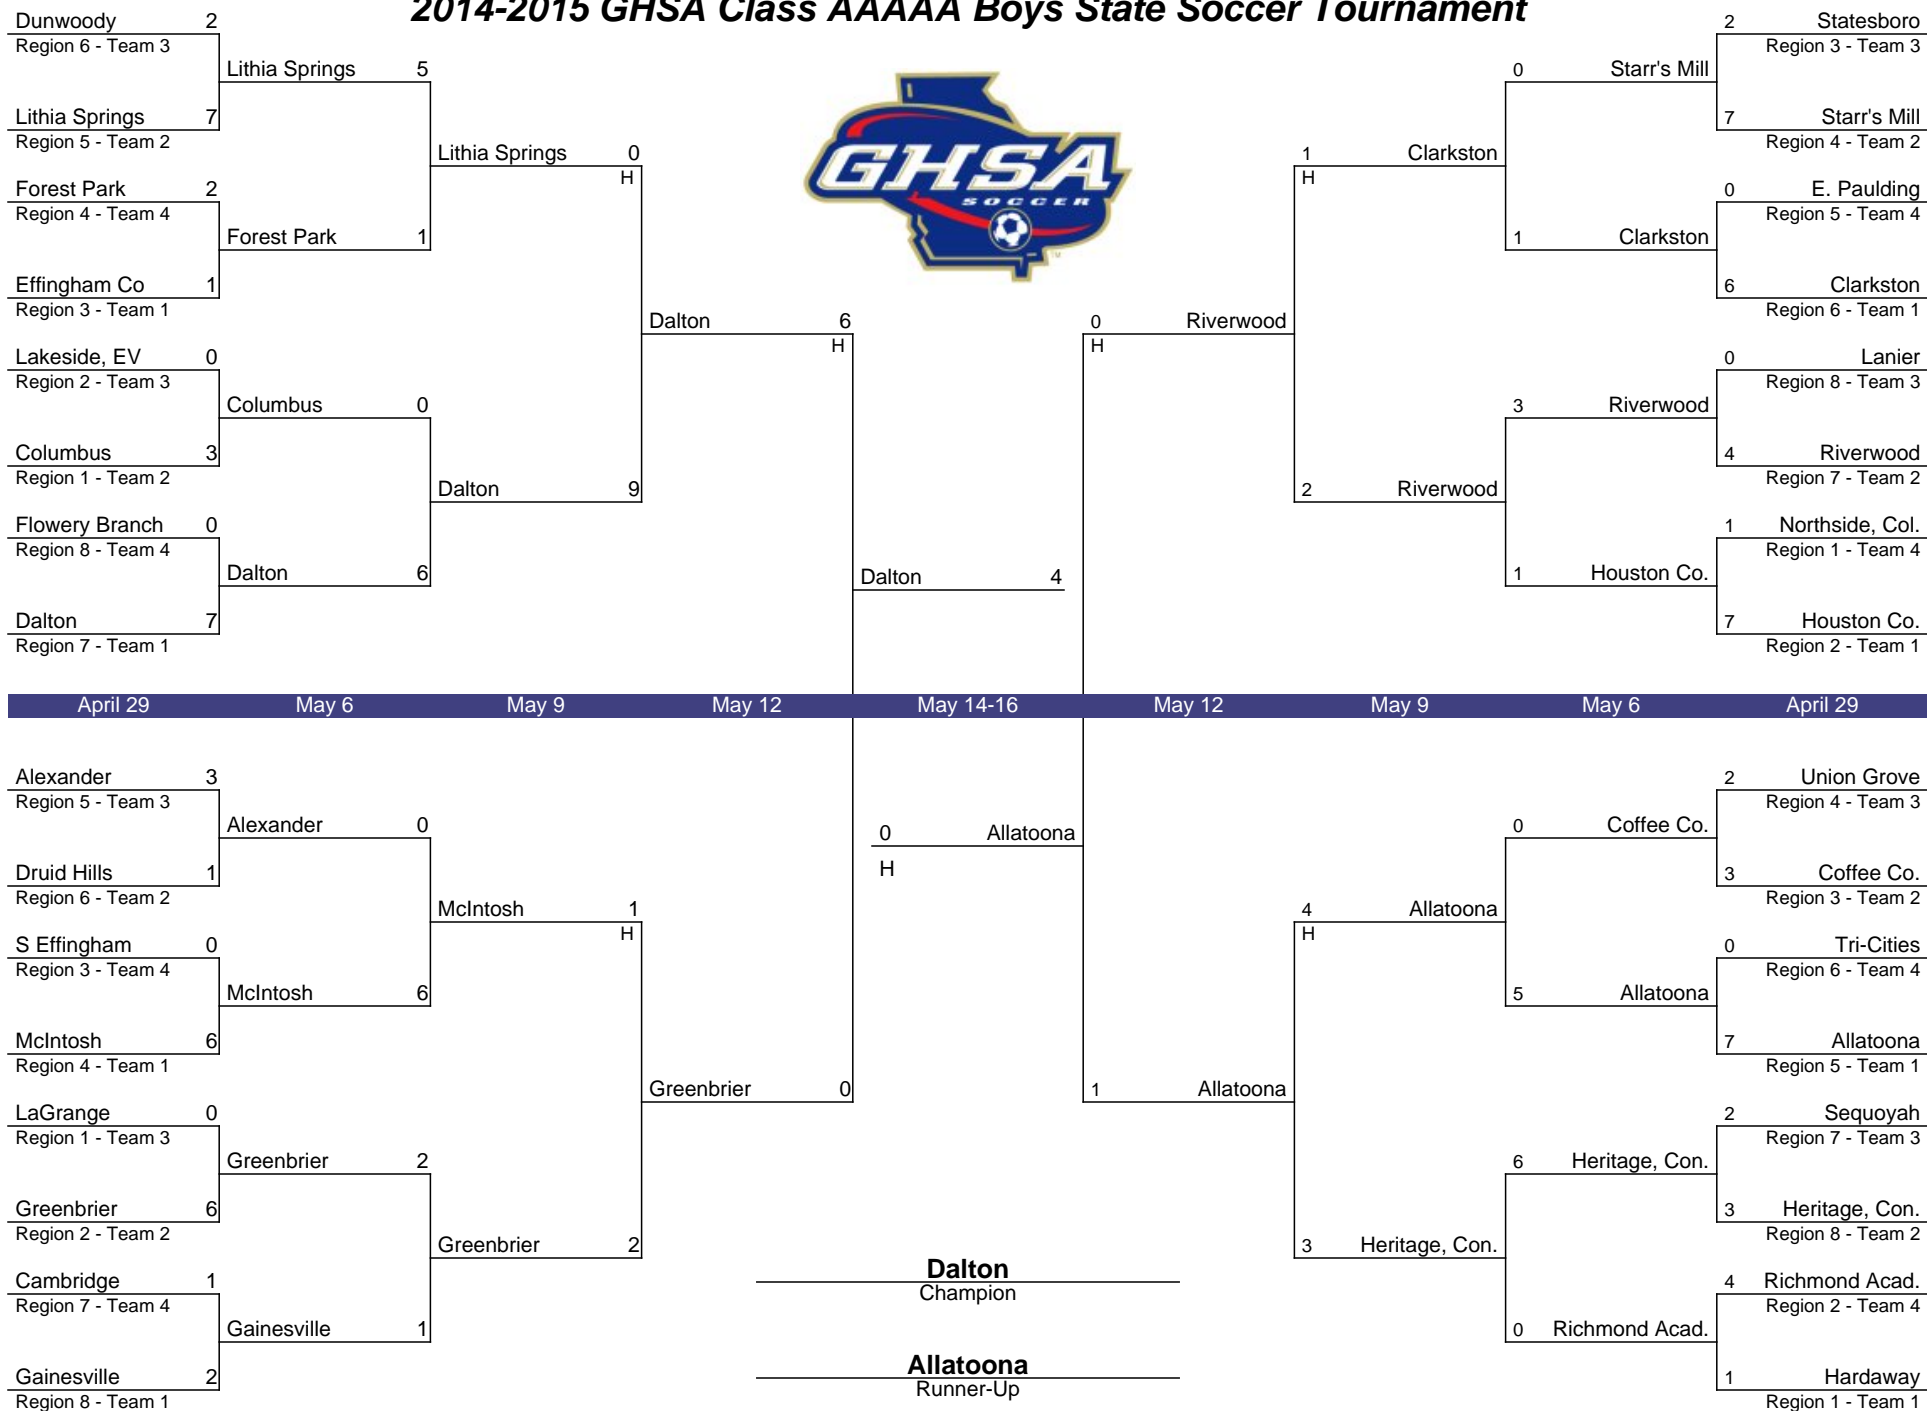 2014-2015 GHSA Class AAAAA Boys State Soccer Tournament
Dunwoody 2
Region 6 - Team 3
Lithia Springs 7
Region 5 - Team 2
Forest Park 2
Region 4 - Team 4
Effingham Co 1
Region 3 - Team 1
Lakeside, EV 0
Region 2 - Team 3
Columbus 3
Region 1 - Team 2
Flowery Branch 0
Region 8 - Team 4
Dalton 7
Region 7 - Team 1
Lithia Springs 5
Forest Park 1
Columbus 0
Dalton 6
Lithia Springs 0
H
Dalton 9
Dalton 6
H
Dalton 4
GHSA
SOCCER
TM
0 Riverwood
H
1 Clarkston
H
2 Riverwood
0 Starr's Mill
1 Clarkston
3 Riverwood
1 Houston Co.
2 Statesboro
Region 3 - Team 3
7 Starr's Mill
Region 4 - Team 2
0 E. Paulding
Region 5 - Team 4
6 Clarkston
Region 6 - Team 1
0 Lanier
Region 8 - Team 3
4 Riverwood
Region 7 - Team 2
1 Northside, Col.
Region 1 - Team 4
7 Houston Co.
Region 2 - Team 1
April 29 May 6 May 9 May 12 May 14-16 May 12 May 9 May 6 April 29
Alexander 3
Region 5 - Team 3
Druid Hills 1
Region 6 - Team 2
S Effingham 0
Region 3 - Team 4
McIntosh 6
Region 4 - Team 1
LaGrange 0
Region 1 - Team 3
Greenbrier 6
Region 2 - Team 2
Cambridge 1
Region 7 - Team 4
Gainesville 2
Region 8 - Team 1
Alexander 0
McIntosh 6
Greenbrier 2
Gainesville 1
McIntosh 1
H
Greenbrier 2
Greenbrier 0
0 Allatoona
H
1 Allatoona
4 Allatoona
H
3 Heritage, Con.
0 Coffee Co.
5 Allatoona
6 Heritage, Con.
0 Richmond Acad.
2 Union Grove
Region 4 - Team 3
3 Coffee Co.
Region 3 - Team 2
0 Tri-Cities
Region 6 - Team 4
7 Allatoona
Region 5 - Team 1
2 Sequoyah
Region 7 - Team 3
3 Heritage, Con.
Region 8 - Team 2
4 Richmond Acad.
Region 2 - Team 4
1 Hardaway
Region 1 - Team 1
Dalton
Champion
Allatoona
Runner-Up